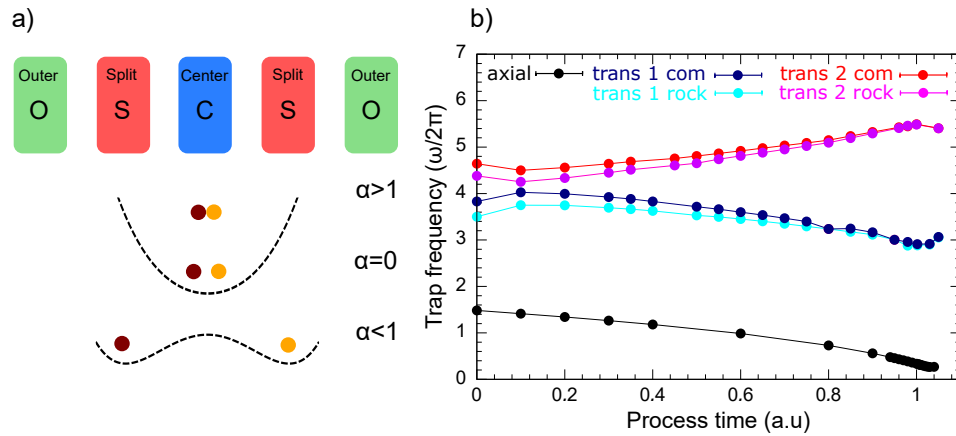 a)
Outer Split Center Split Outer
O S C S O
α>1
α=0
α<1
b)
Trap frequency (ω/2π)
7
6
5
4
3
2
1
0
axial trans 1 com trans 2 com
trans 1 rock trans 2 rock
0 0.2 0.4 0.6 0.8 1
Process time (a.u)